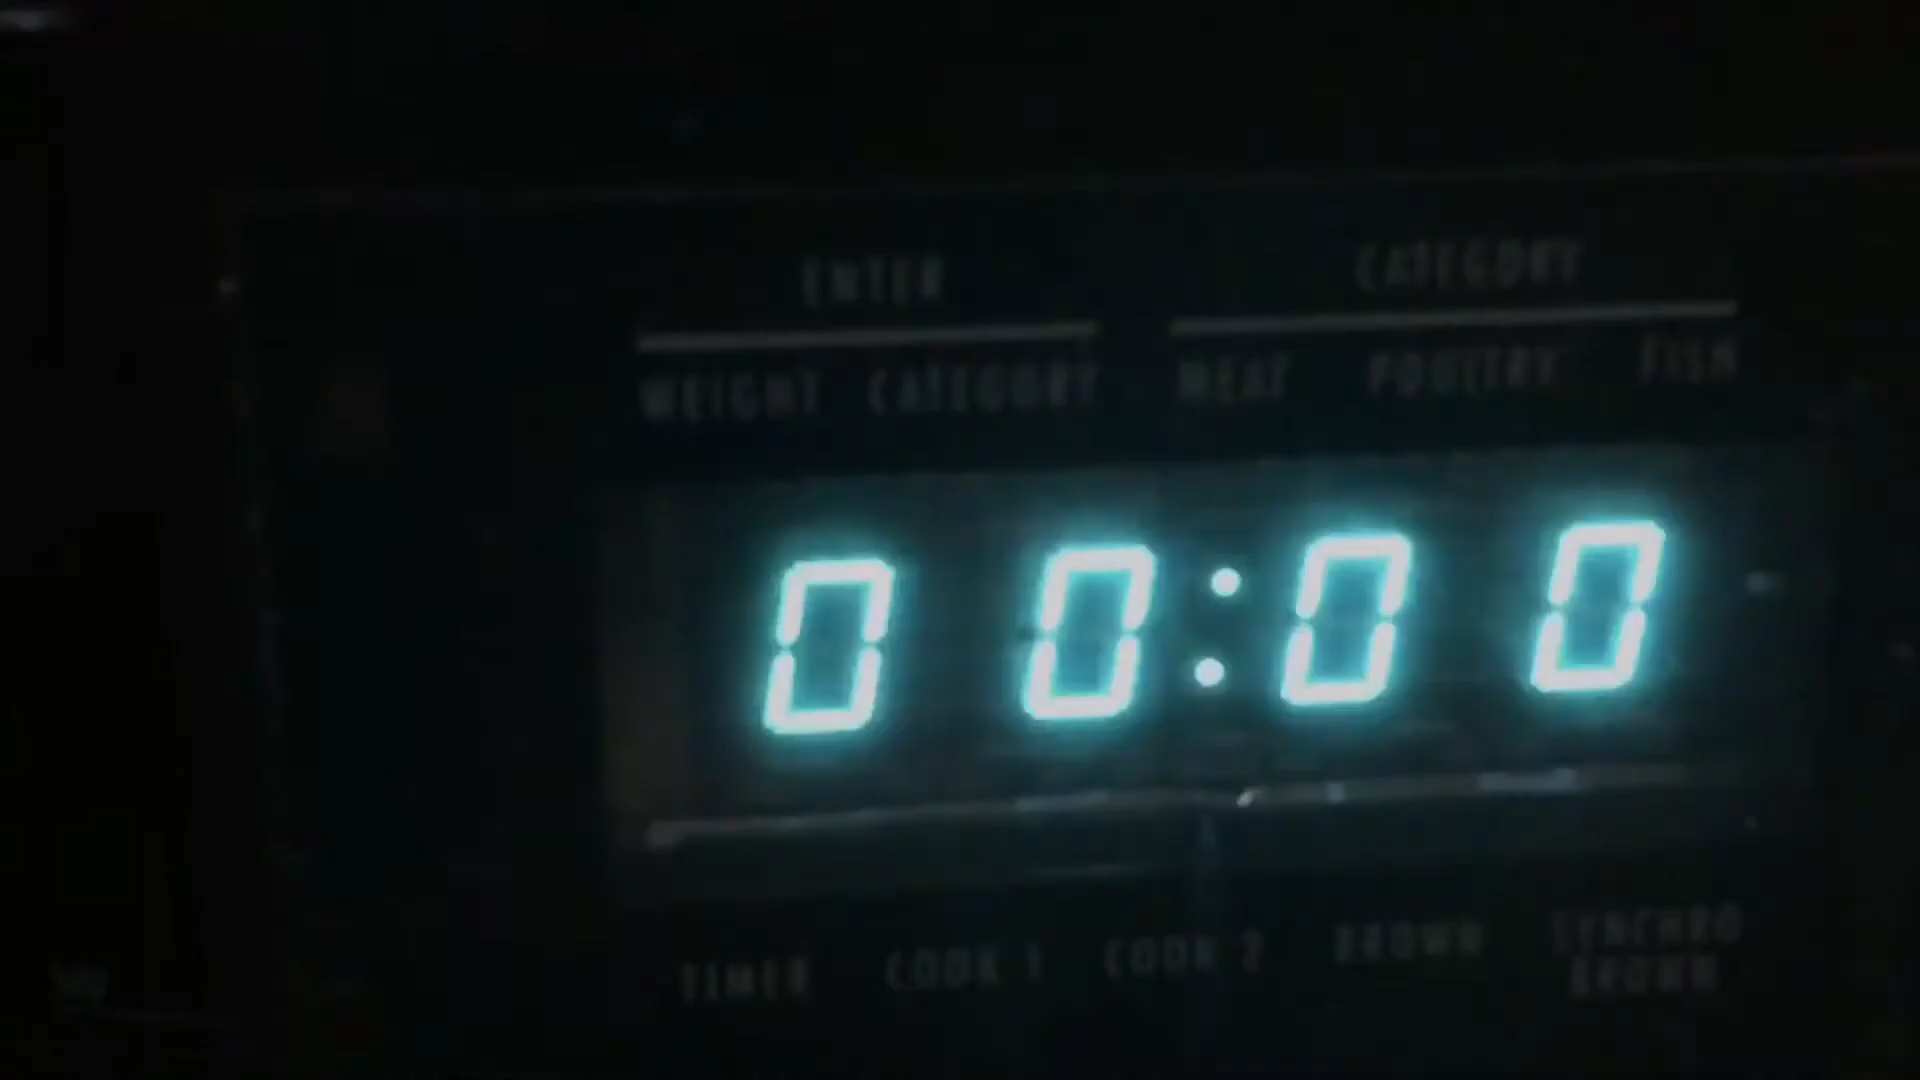 ENTER CATEGORY
WEIGHT CATEGORY MEAT POULTRY FISH
00:00
TIMER COOK 1 COOK 2 BROWN SYNCHRO
BROWN